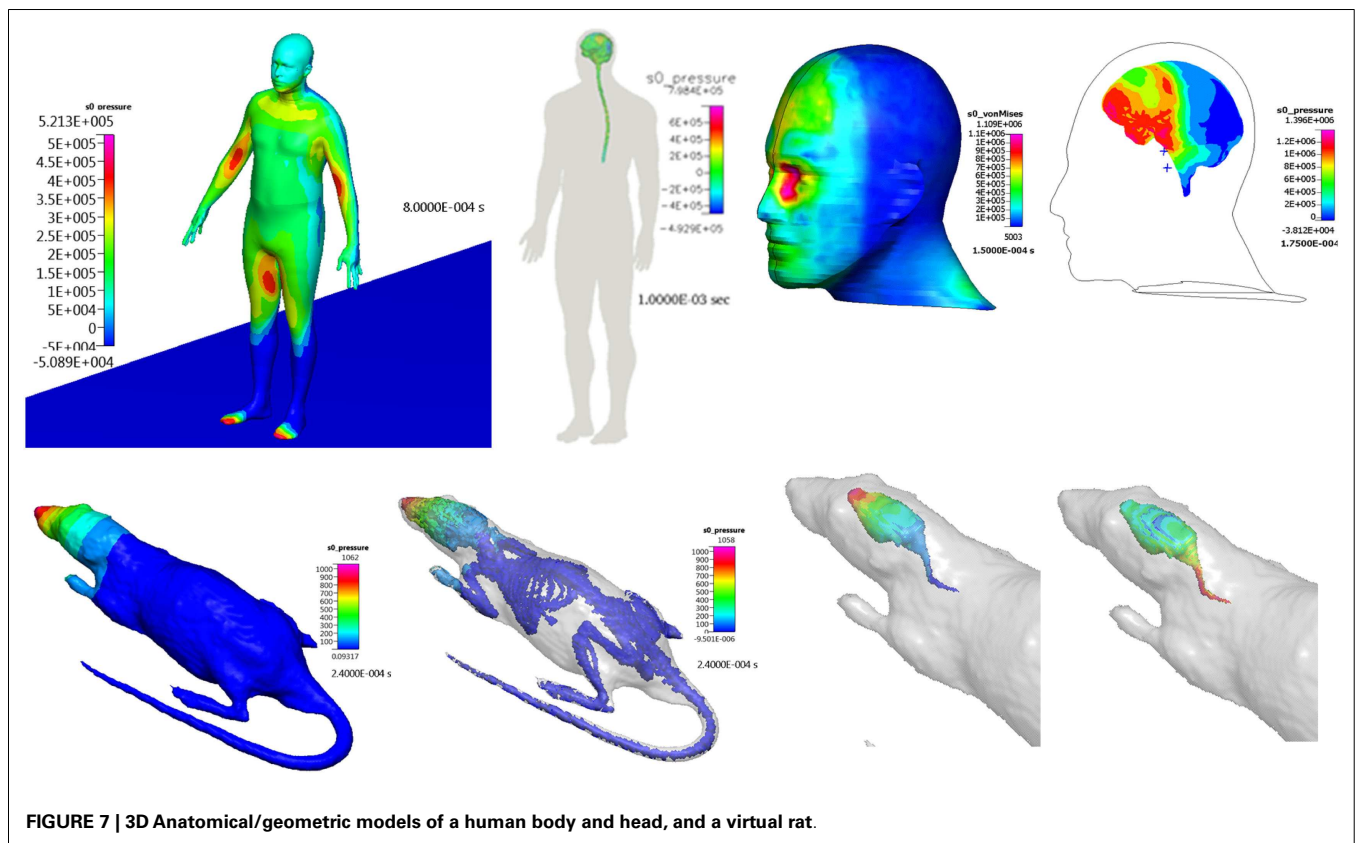 s0_pressure
5.213E+005
5E+005
4.5E+005
4E+005
3.5E+005
3E+005
2.5E+005
2E+005
1.5E+005
1E+005
5E+004
0
-5E+004
-5.089E+004
8.0000E-004 s
s0_pressure
7.984E+05
6E+05
4E+05
2E+05
0
-2E+05
-4E+05
-4.929E+05
1.0000E-03 sec
s0_vonMises
1.109E+006
1.1E+006
1E+006
9E+005
8E+005
7E+005
6E+005
5E+005
4E+005
3E+005
2E+005
1E+005
5003
1.5000E-004 s
s0_pressure
1.396E+006
1.2E+006
1E+006
8E+005
6E+005
4E+005
2E+005
0
-3.812E+004
1.7500E-004
s0_pressure
1062
1000
900
800
700
600
500
400
300
200
100
0.09317
2.4000E-004 s
s0_pressure
1058
1000
900
800
700
600
500
400
300
200
100
0
-9.501E-006
2.4000E-004 s
FIGURE 7 | 3D Anatomical/geometric models of a human body and head, and a virtual rat.